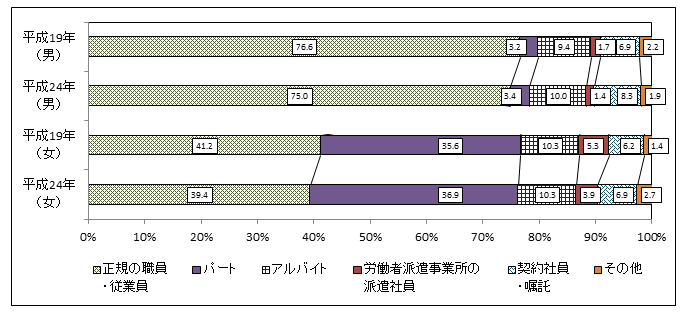 平成19年
（男）
76.6 3.2 9.4 1.7 6.9 2.2
平成24年
（男）
75.0 3.4 10.0 1.4 8.3 1.9
平成19年
（女）
41.2 35.6 10.3 5.3 6.2 1.4
平成24年
（女）
39.4 36.9 10.3 3.9 6.9 2.7
0% 10% 20% 30% 40% 50% 60% 70% 80% 90% 100%
正規の職員
・従業員
パート
アルバイト
労働者派遣事業所の
派遣社員
契約社員
・嘱託
その他